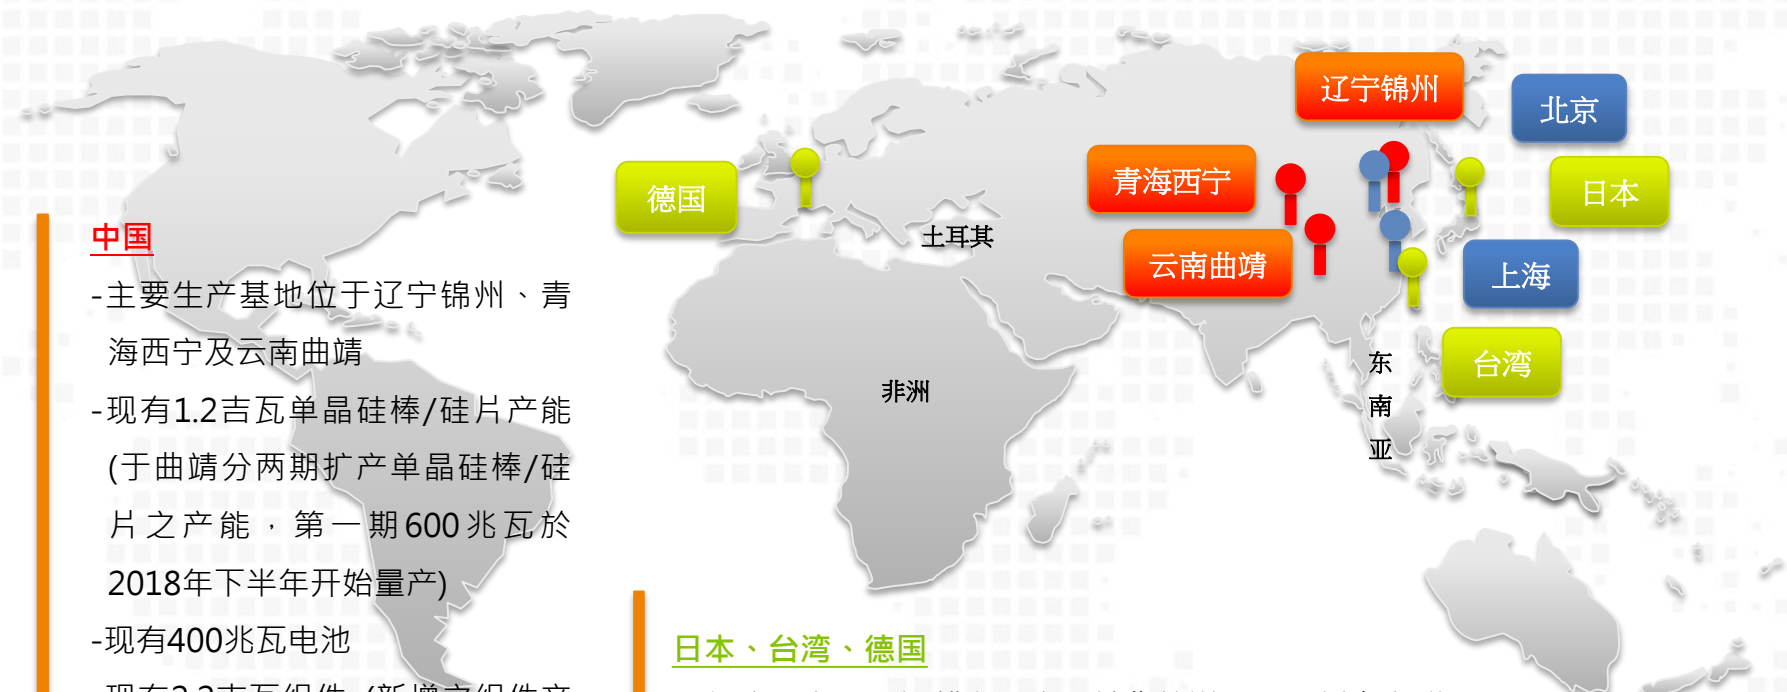 辽宁锦州
北京
青海西宁
日本
德国
土耳其
云南曲靖
上海
台湾
东
南
亚
非洲
中国
-主要生产基地位于辽宁锦州、青
海西宁及云南曲靖
-现有1.2吉瓦单晶硅棒/硅片产能
(于曲靖分两期扩产单晶硅棒/硅
片之产能，第一期600兆瓦於
2018年下半年开始量产)
-现有400兆瓦电池
日本、台湾、德国